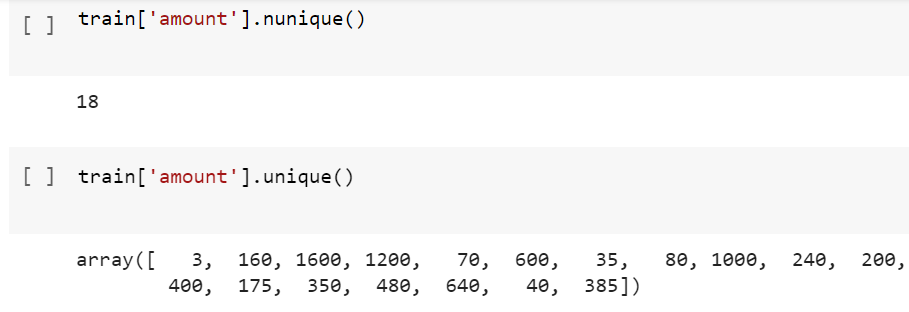 [ ] train['amount'].nunique()
18
[ ] train['amount'].unique()
array([   3,  160, 1600, 1200,   70,  600,   35,   80, 1000,  240,  200,
        400,  175,  350,  480,  640,   40,  385])